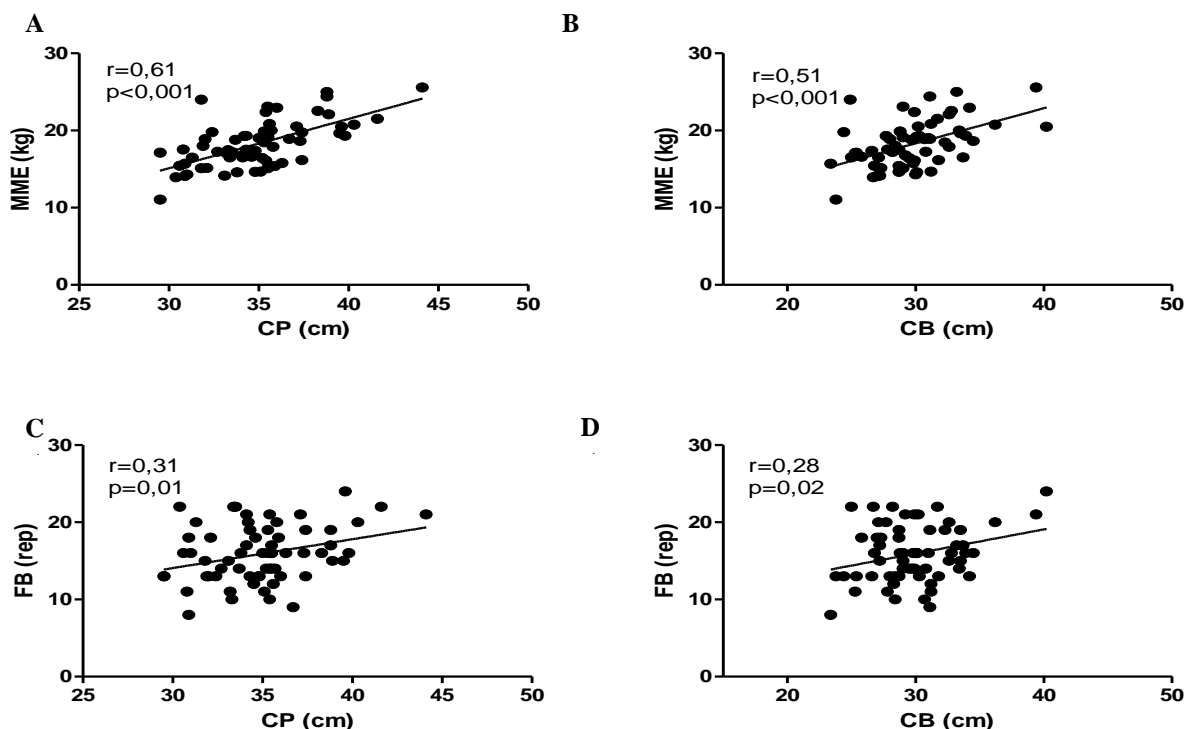 A
r=0,61
p<0,001
MME (kg)
30
20
10
0
25 30 35 40 45 50
CP (cm)
B
r=0,51
p<0,001
MME (kg)
30
20
10
0
20 30 40 50
CB (cm)
C
r=0,31
p=0,01
FB (rep)
30
20
10
0
25 30 35 40 45 50
CP (cm)
D
r=0,28
p=0,02
FB (rep)
30
20
10
0
20 30 40 50
CB (cm)